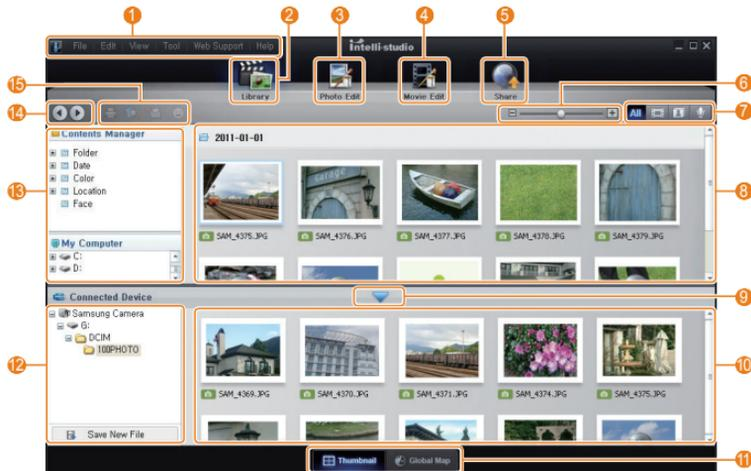 1
2
3
4
5
File Edit View Tool Web Support Help
Intelli-studio
Library
Photo Edit
Movie Edit
Share
6
7
15
14
All
13
Contents Manager
Folder
Date
Color
Location
Face
My Computer
C:
D:
2011-01-01
SAM_4375.JPG
SAM_4376.JPG
SAM_4377.JPG
SAM_4378.JPG
SAM_4379.JPG
8
Connected Device
9
12
Samsung Camera
G:
DCIM
100PHOTO
Save New File
SAM_4369.JPG
SAM_4370.JPG
SAM_4371.JPG
SAM_4374.JPG
SAM_4375.JPG
10
Thumbnail
Global Map
11